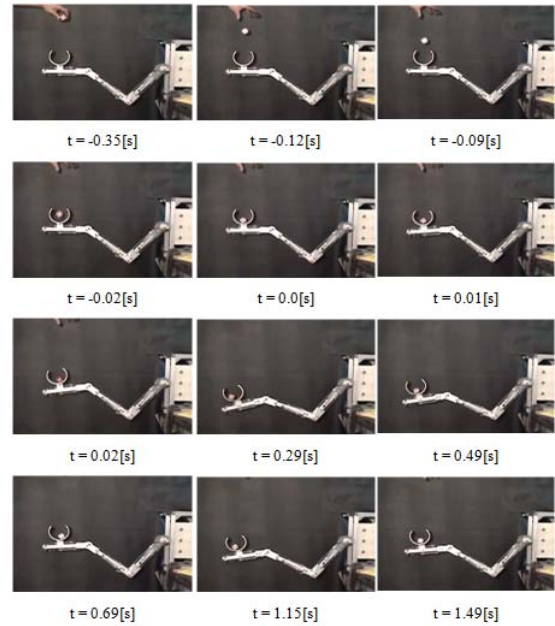 t = -0.35[s]
t = -0.12[s]
t = -0.09[s]
t = -0.02[s]
t = 0.0[s]
t = 0.01[s]
t = 0.02[s]
t = 0.29[s]
t = 0.49[s]
t = 0.69[s]
t = 1.15[s]
t = 1.49[s]